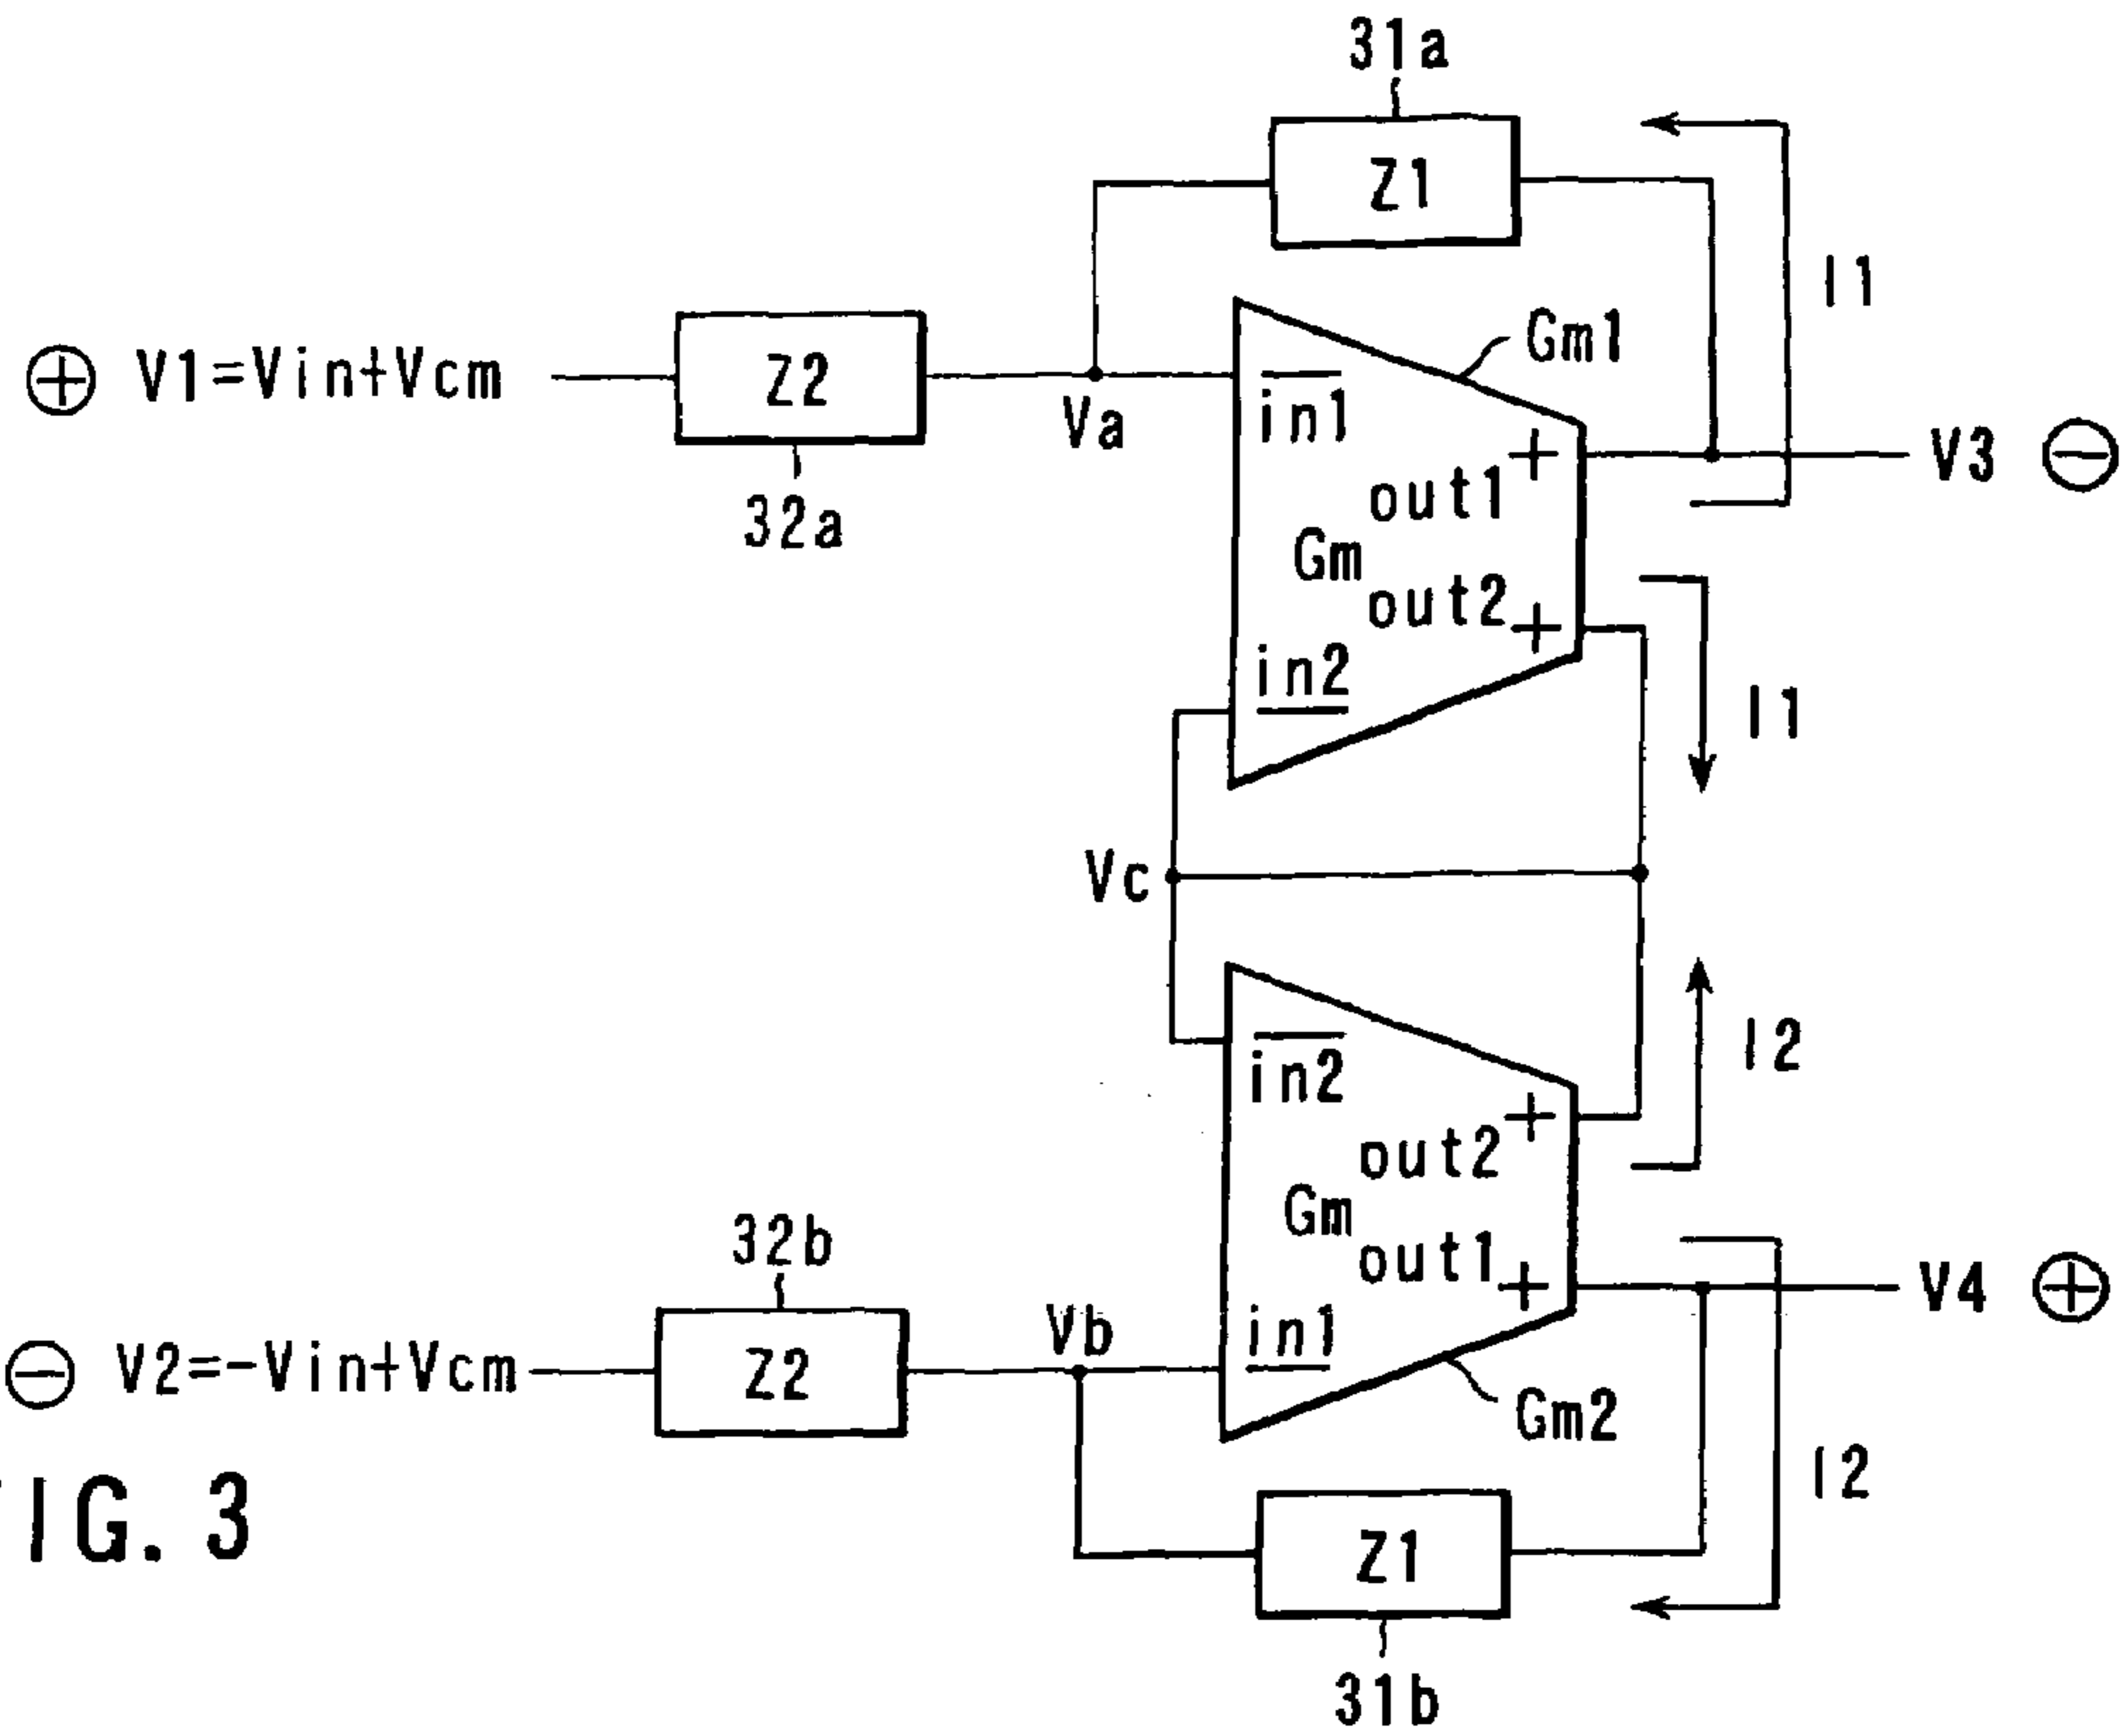 31a
Z1
I1
⊕ V1=Vin+Vcm
Z2
Va
32a
Gm1
in1
+
out1
V3 ⊖
Gm
out2
+
in2
I1
Vc
in2
+
out2
I2
Gm
out1
+
V4 ⊕
32b
⊖ V2=-Vin+Vcm
Z2
Vb
in1
Gm2
I2
Z1
31b
IG. 3